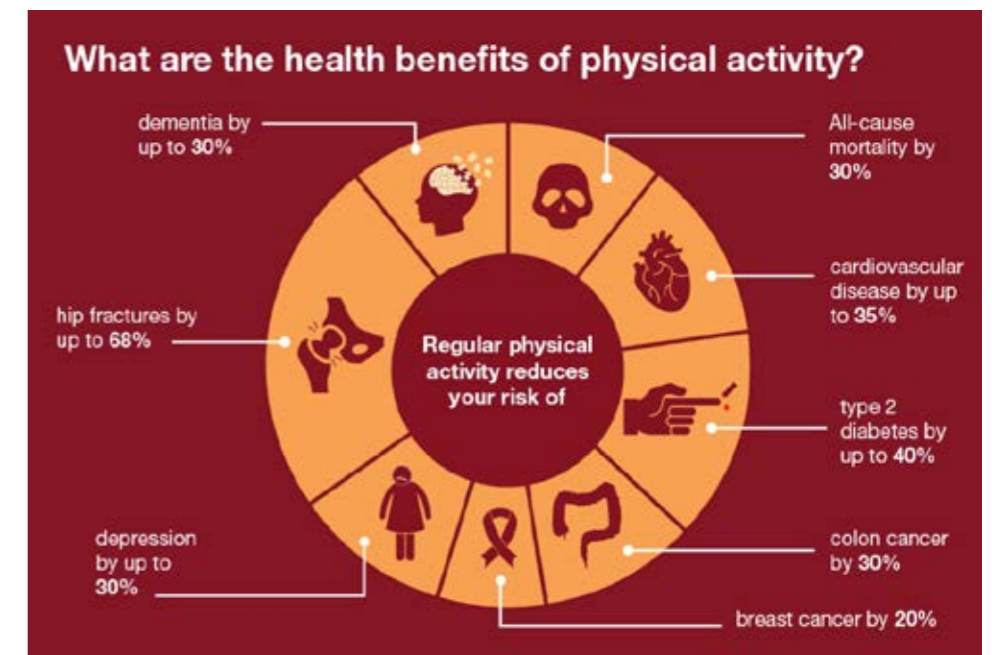 What are the health benefits of physical activity?
dementia by
up to 30%
All-cause
mortality by
30%
cardiovascular
disease by up
to 35%
hip fractures by
up to 68%
Regular physical
activity reduces
your risk of
type 2
diabetes by
up to 40%
depression
by up to
30%
colon cancer
by 30%
breast cancer by 20%